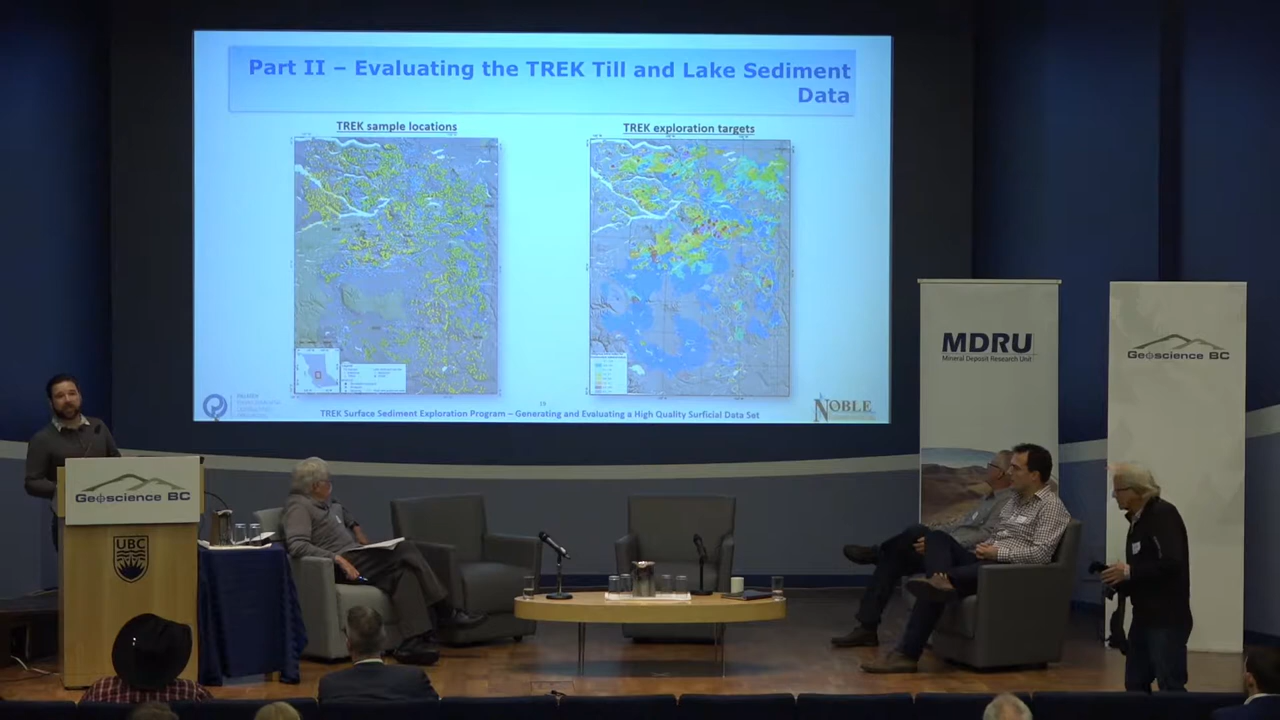 Part II – Evaluating the TREK Till and Lake Sediment
Data
TREK sample locations
TREK exploration targets
19
TREK Surface Sediment Exploration Program – Generating and Evaluating a High Quality Surficial Data Set
NOBLE
MDRU
Mineral Deposit Research Unit
Geoscience BC
Geoscience BC
UBC